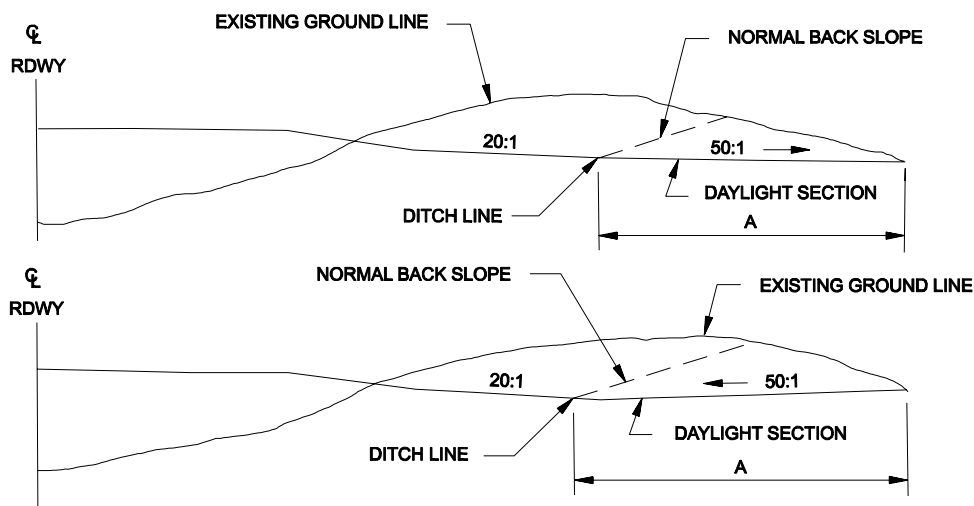 EXISTING GROUND LINE
℄
RDWY
NORMAL BACK SLOPE
20:1
50:1
DAYLIGHT SECTION
DITCH LINE
A
℄
RDWY
NORMAL BACK SLOPE
EXISTING GROUND LINE
20:1
50:1
DAYLIGHT SECTION
DITCH LINE
A